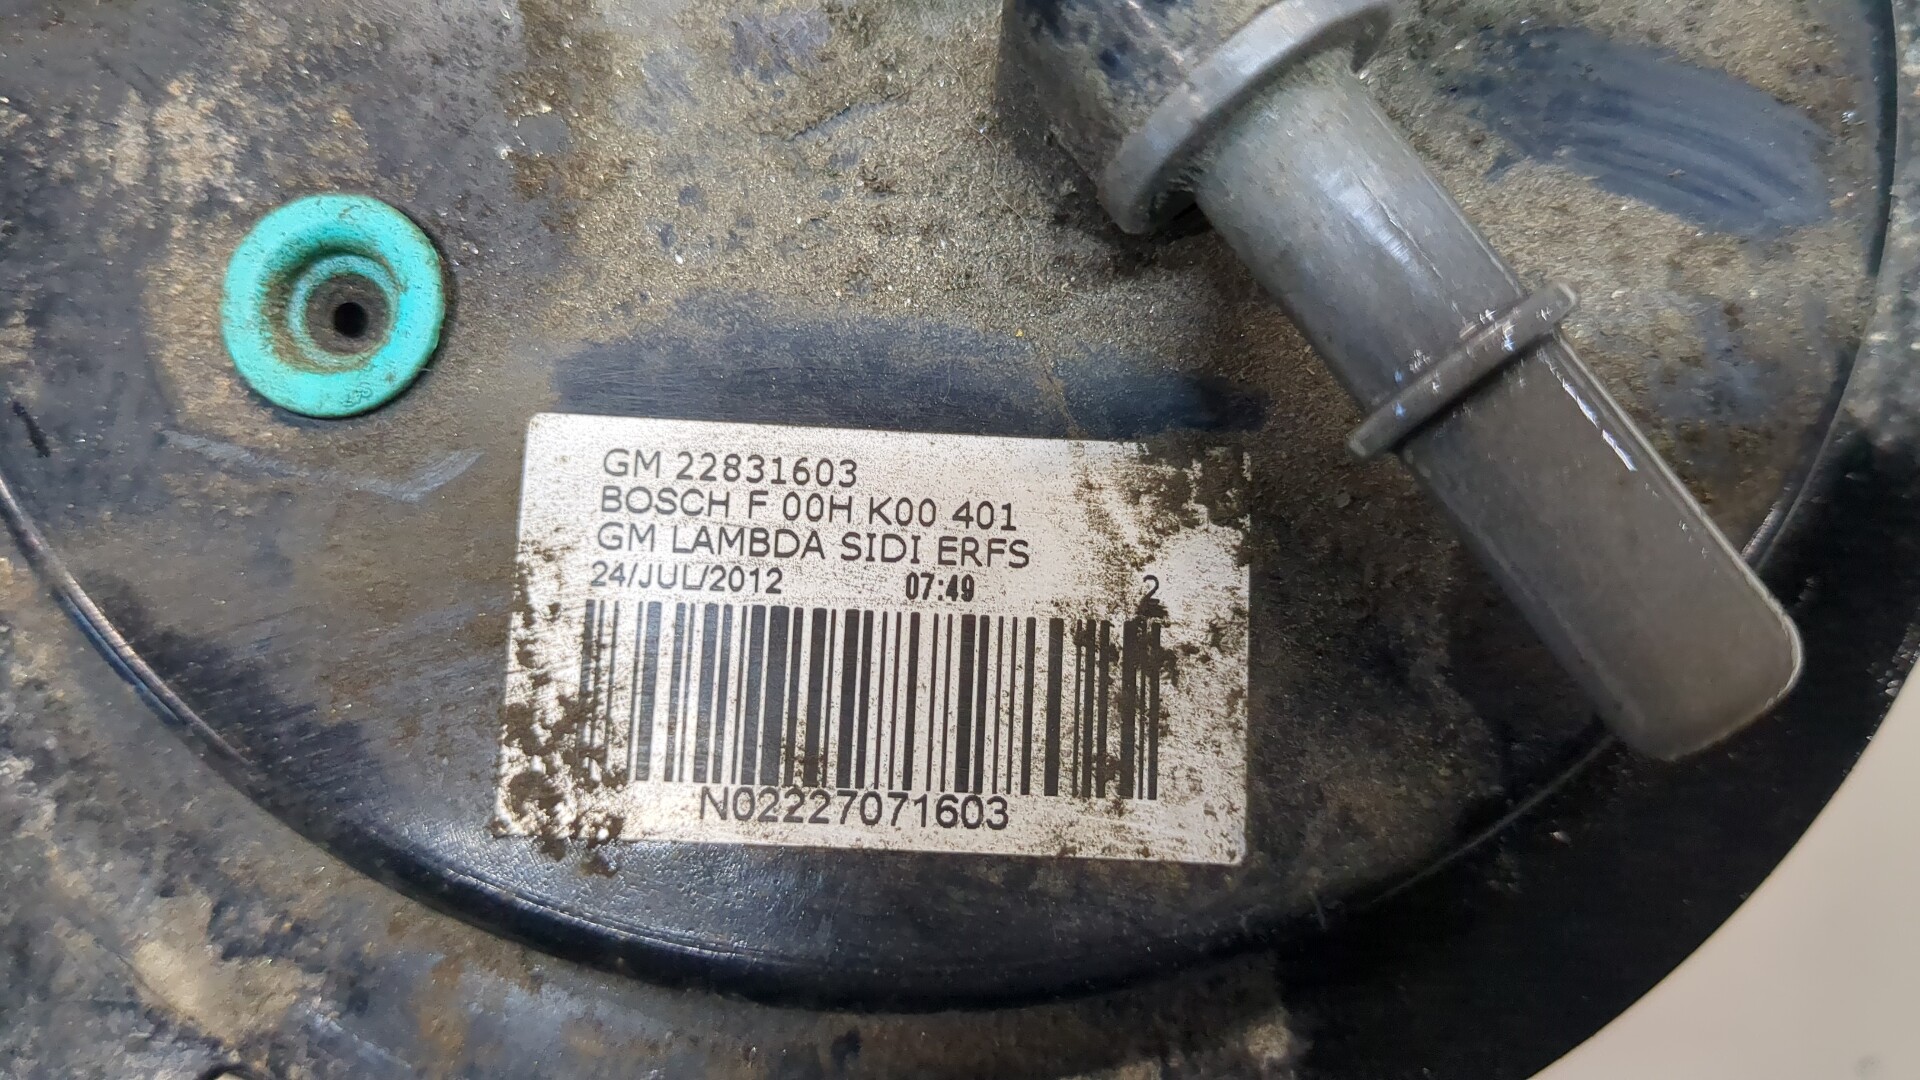 GM 22831603
BOSCH F 00H K00 401
GM LAMBDA SIDI ERFS
24/JUL/2012 07:49 2
N02227071603